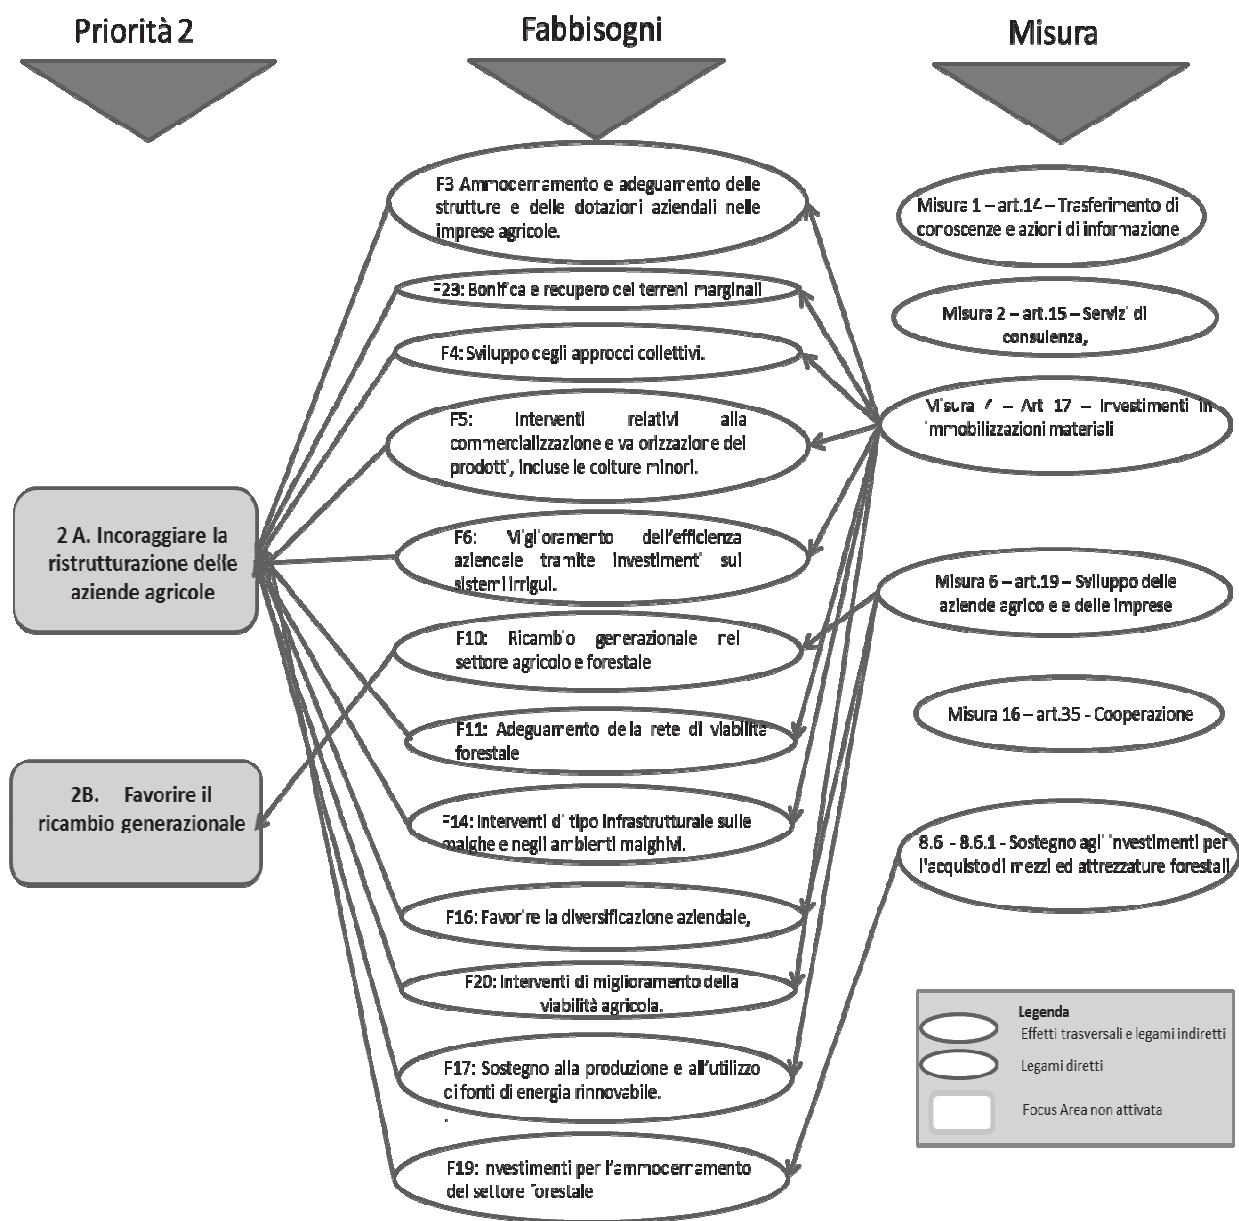 Priorità 2
Fabbisogni
Misura
F3 Ammocernamento e adeguamento delle
strutture e delle dotazioni aziendali nelle
imprese agricole.
F23: Bonifica e recupero dei terreni marginali
F4: Sviluppo degli approcci collettivi.
F5: Interventi relativi alla
commercializzazione e va orizzazione dei
prodotti, incluse le colture minori.
F6: Miglioramento dell'efficienza
aziendale tramite investimenti sui
sistemi irrigui.
F10: Ricambio generazionale nel
settore agricolo e forestale
F11: Adeguamento della rete di viabilità
forestale
F14: Interventi di tipo infrastrutturale sulle
malghe e negli ambienti malghivi.
F16: Favorire la diversificazione aziendale,
F20: Interventi di miglioramento della
viabilità agricola.
F17: Sostegno alla produzione e all'utilizzo
di fonti di energia rinnovabile.
.
F19: Investimenti per l'ammocernamento
del settore forestale
2 A. Incoraggiare la
ristrutturazione delle
aziende agricole
2B. Favorire il
ricambio generazionale
Misura 1 – art.14 – Trasferimento di
conoscenze e azioni di informazione
Misura 2 – art.15 – Servizi di
consulenza,
Misura 4 – Art 17 – Investimenti in
immobilizzazioni materiali
Misura 6 – art.19 – Sviluppo delle
aziende agrico e e delle imprese
Misura 16 – art.35 - Cooperazione
8.6 - 8.6.1 - Sostegno agli investimenti per
l'acquisto di mezzi ed attrezzature forestali
Legenda
Effetti trasversali e legami indiretti
Legami diretti
Focus Area non attivata